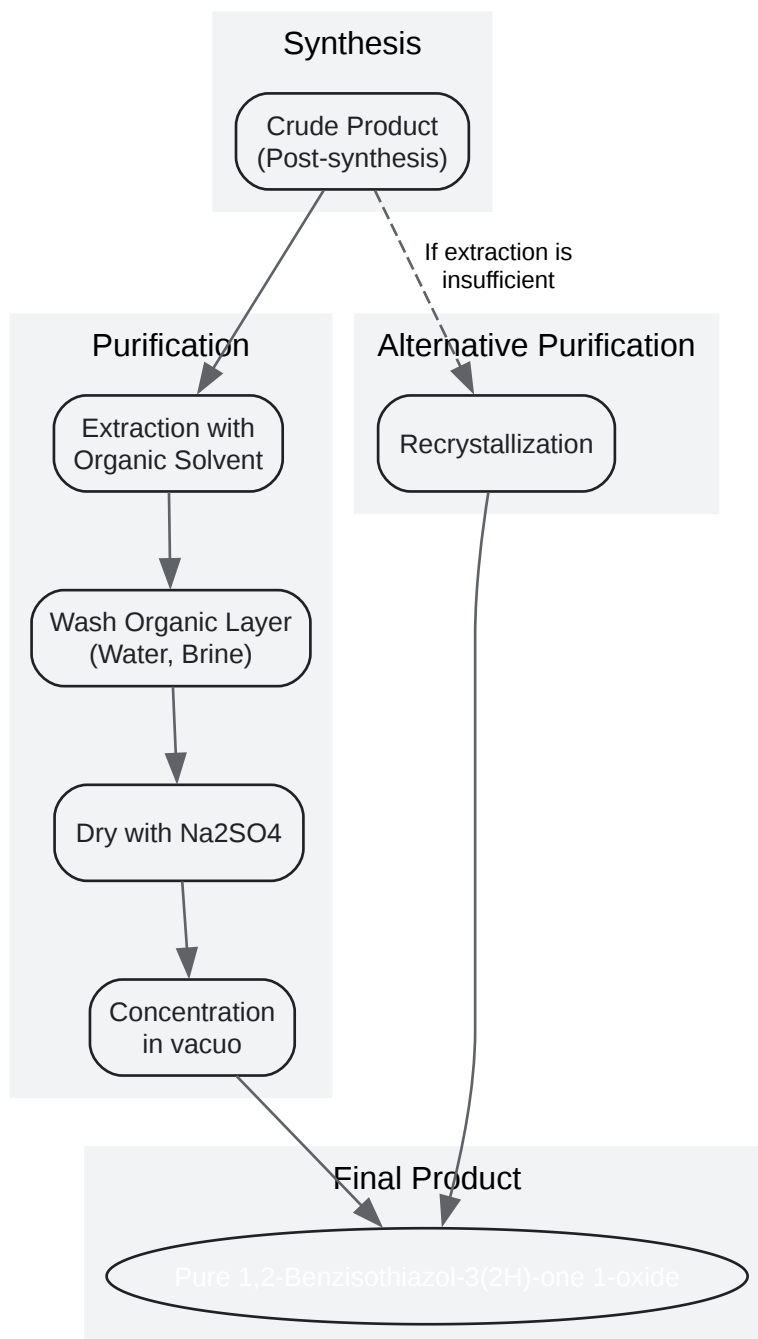 Synthesis
Crude Product
(Post-synthesis)
If extraction is
insufficient
Purification
Alternative Purification
Extraction with
Organic Solvent
Recrystallization
Wash Organic Layer
(Water, Brine)
Dry with Na2SO4
Concentration
in vacuo
Final Product
Pure 1,2-Benzisothiazol-3(2H)-one 1-oxide